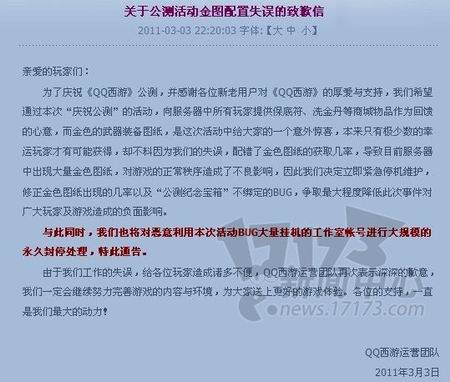 关于公测活动金图配置失误的致歉信
2011-03-03 22:20:03 字体:【大 中 小】
亲爱的玩家们：
为了庆祝《QQ西游》公测，并感谢各位新老用户对《QQ西游》的厚爱与支持，我们希望
通过本次“庆祝公测”的活动，向服务器中所有玩家提供保底符、洗金丹等商城物品作为回馈
的心意，而金色的武器装备图纸，是这次活动中给大家的一个意外惊喜，本来只有极少数的幸
运玩家才有可能获得，却不料因为我们的失误，配错了金色图纸的获取几率，导致目前服务器
中出现大量金色图纸，对游戏的正常秩序造成了不良影响，因此我们决定立即紧急停机维护，
修正金色图纸出现的几率以及“公测纪念宝箱”不绑定的BUG，争取最大程度降低此次事件对
广大玩家及游戏造成的负面影响。
与此同时，我们也将对恶意利用本次活动BUG大量挂机的工作室帐号进行大规模的
永久封停处理，特此通告。
由于我们工作的失误，给各位玩家造成诸多不便，QQ西游运营团队再次表示深深的歉意，
我们一定会继续努力完善游戏的内容与环境，为大家送上更好的游戏体验。各位的支持，一直
是我们最大的动力！
新闻中心
news.17173.com
QQ西游运营团队
2011年3月3日